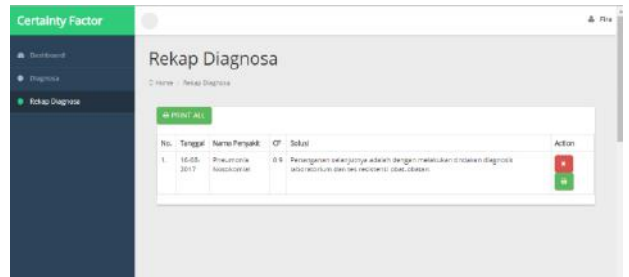 Certainty Factor
Fira
Dashboard
Diagnosa
Rekap Diagnosa
Rekap Diagnosa
Home / Rekap Diagnosa
PRINT ALL
No. Tanggal Nama Penyakit CF Solusi Action
1. 16-08- Pneumonia 0.9 Penanganan selanjutnya adalah dengan melakukan tindakan diagnosis
2017 Nosokomial laboratorium dan tes resistensi obat-obatan